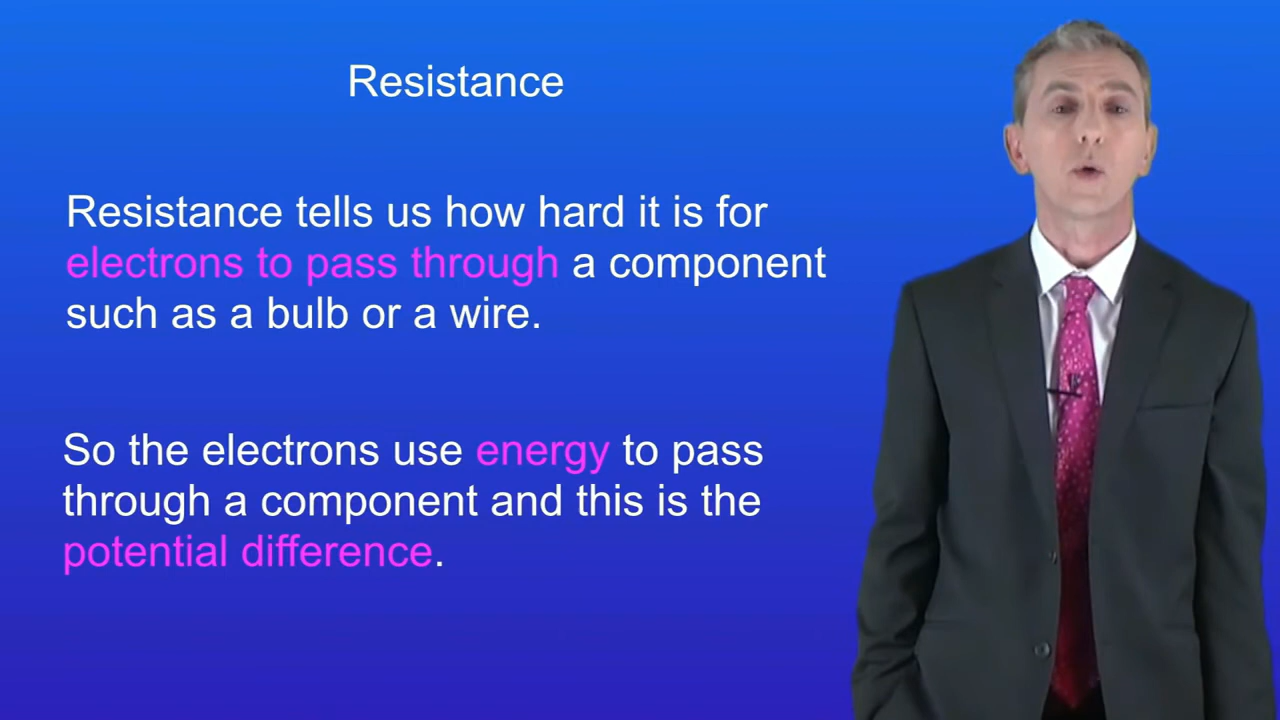 Resistance
Resistance tells us how hard it is for
electrons to pass through a component
such as a bulb or a wire.
So the electrons use energy to pass
through a component and this is the
potential difference.